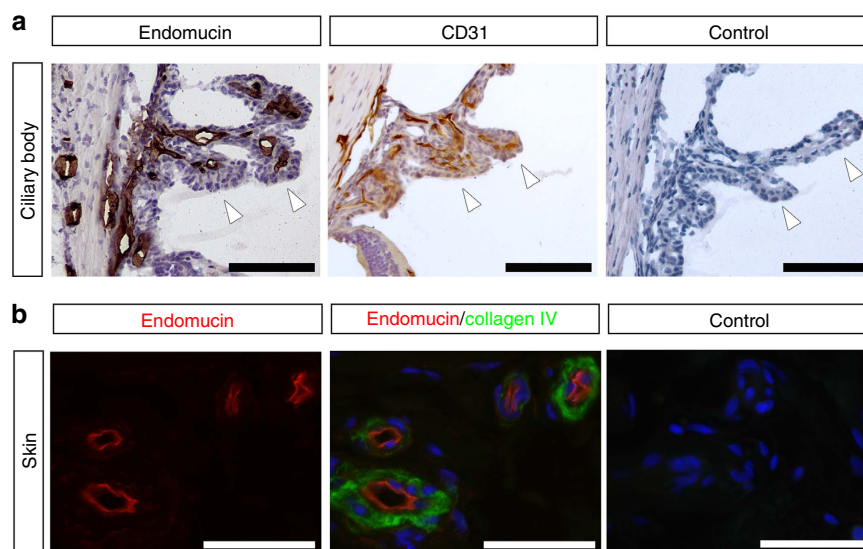 a
Endomucin
CD31
Control
Ciliary body
b
Endomucin
Endomucin/collagen IV
Control
Skin